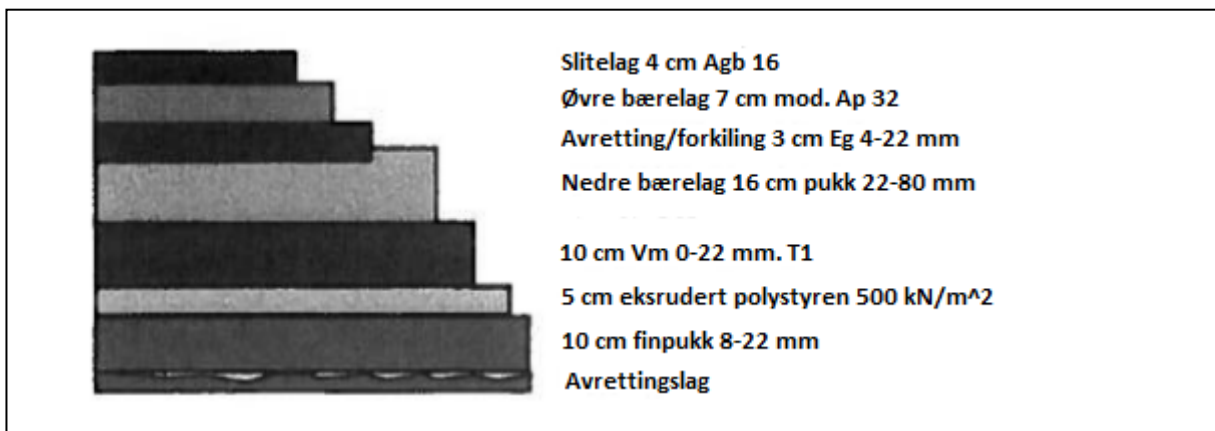 Slitelag 4 cm Agb 16
Øvre bærelag 7 cm mod. Ap 32
Avretting/forkiling 3 cm Eg 4-22 mm
Nedre bærelag 16 cm pukk 22-80 mm
10 cm Vm 0-22 mm. T1
5 cm eksrudert polystyren 500 kN/m^2
10 cm finpukk 8-22 mm
Avrettingslag